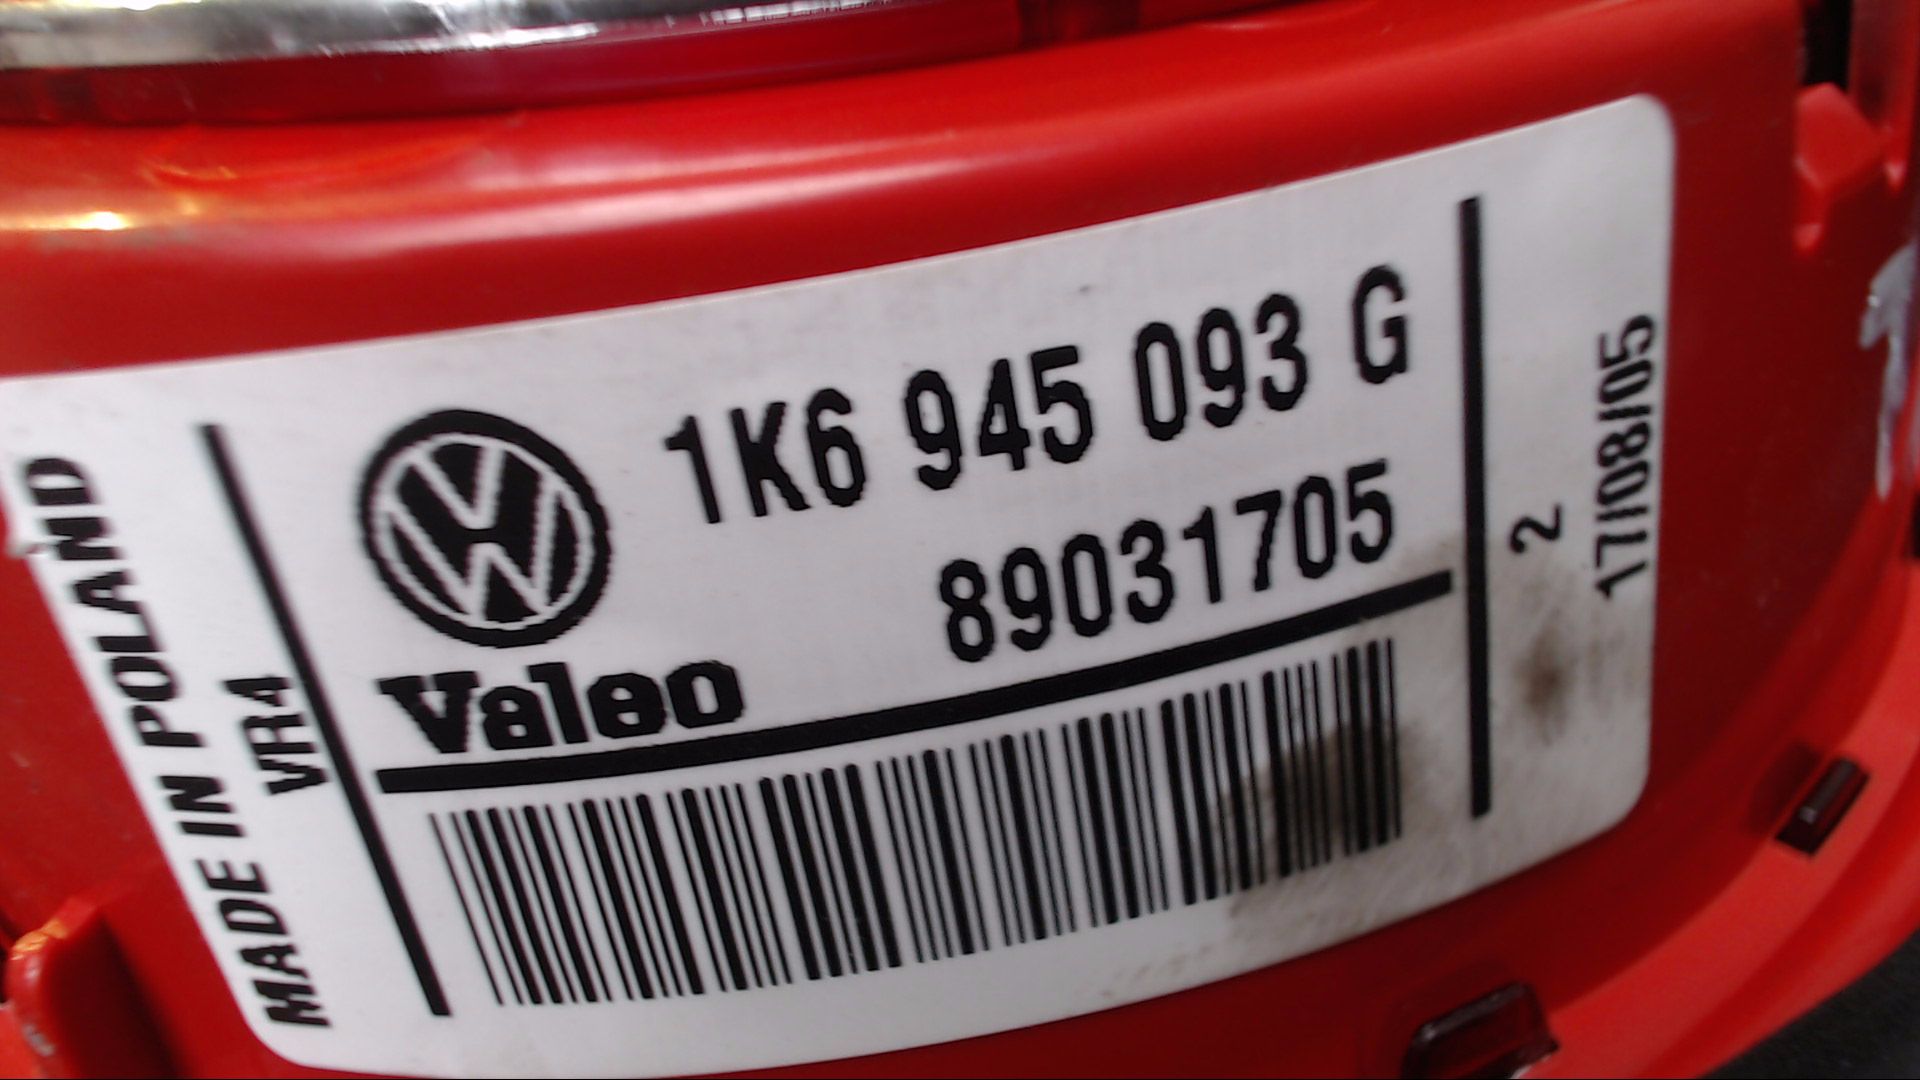 MADE IN POLAND
VR4
1K6 945 093 G
89031705
Valeo
2
17/08/05